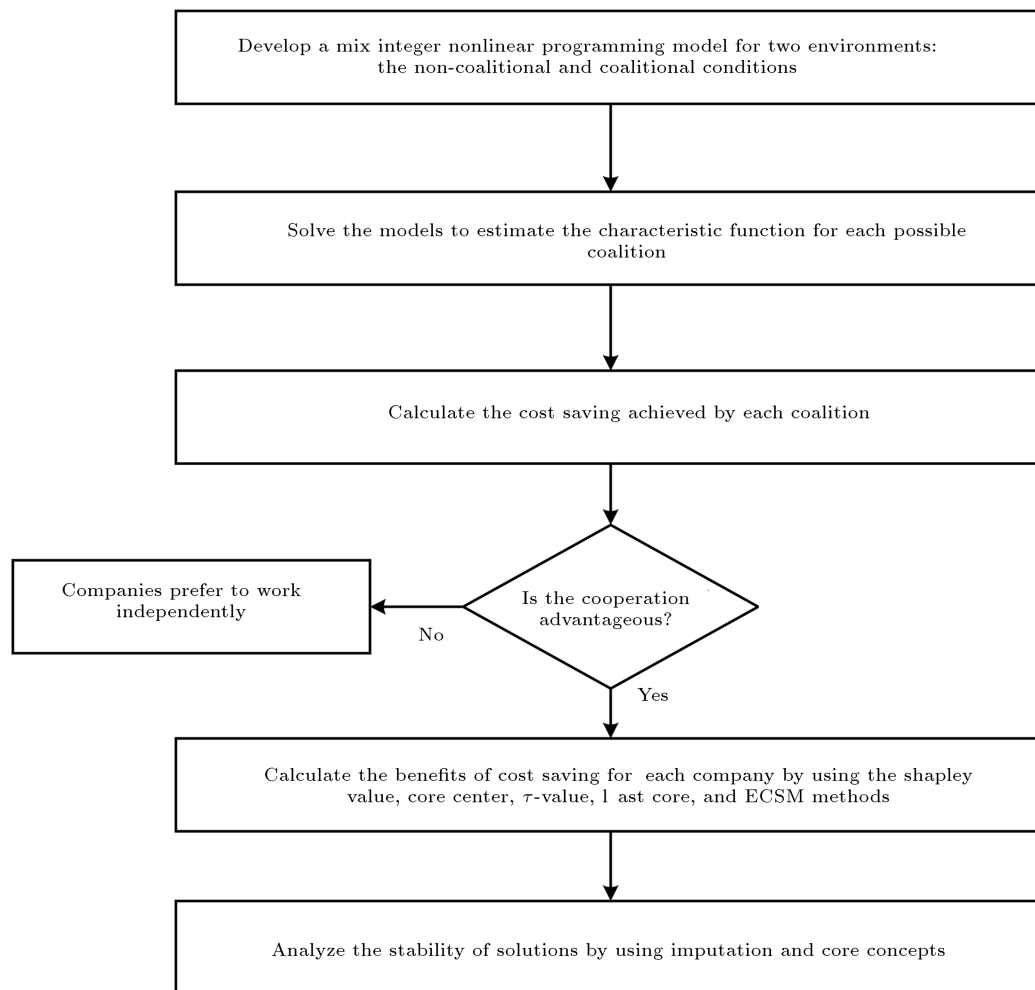 Develop a mix integer nonlinear programming model for two environments:
the non-coalitional and coalitional conditions
Solve the models to estimate the characteristic function for each possible
coalition
Calculate the cost saving achieved by each coalition
Is the cooperation
advantageous?
No
Companies prefer to work
independently
Yes
Calculate the benefits of cost saving for each company by using the shapley
value, core center, τ-value, l ast core, and ECSM methods
Analyze the stability of solutions by using imputation and core concepts